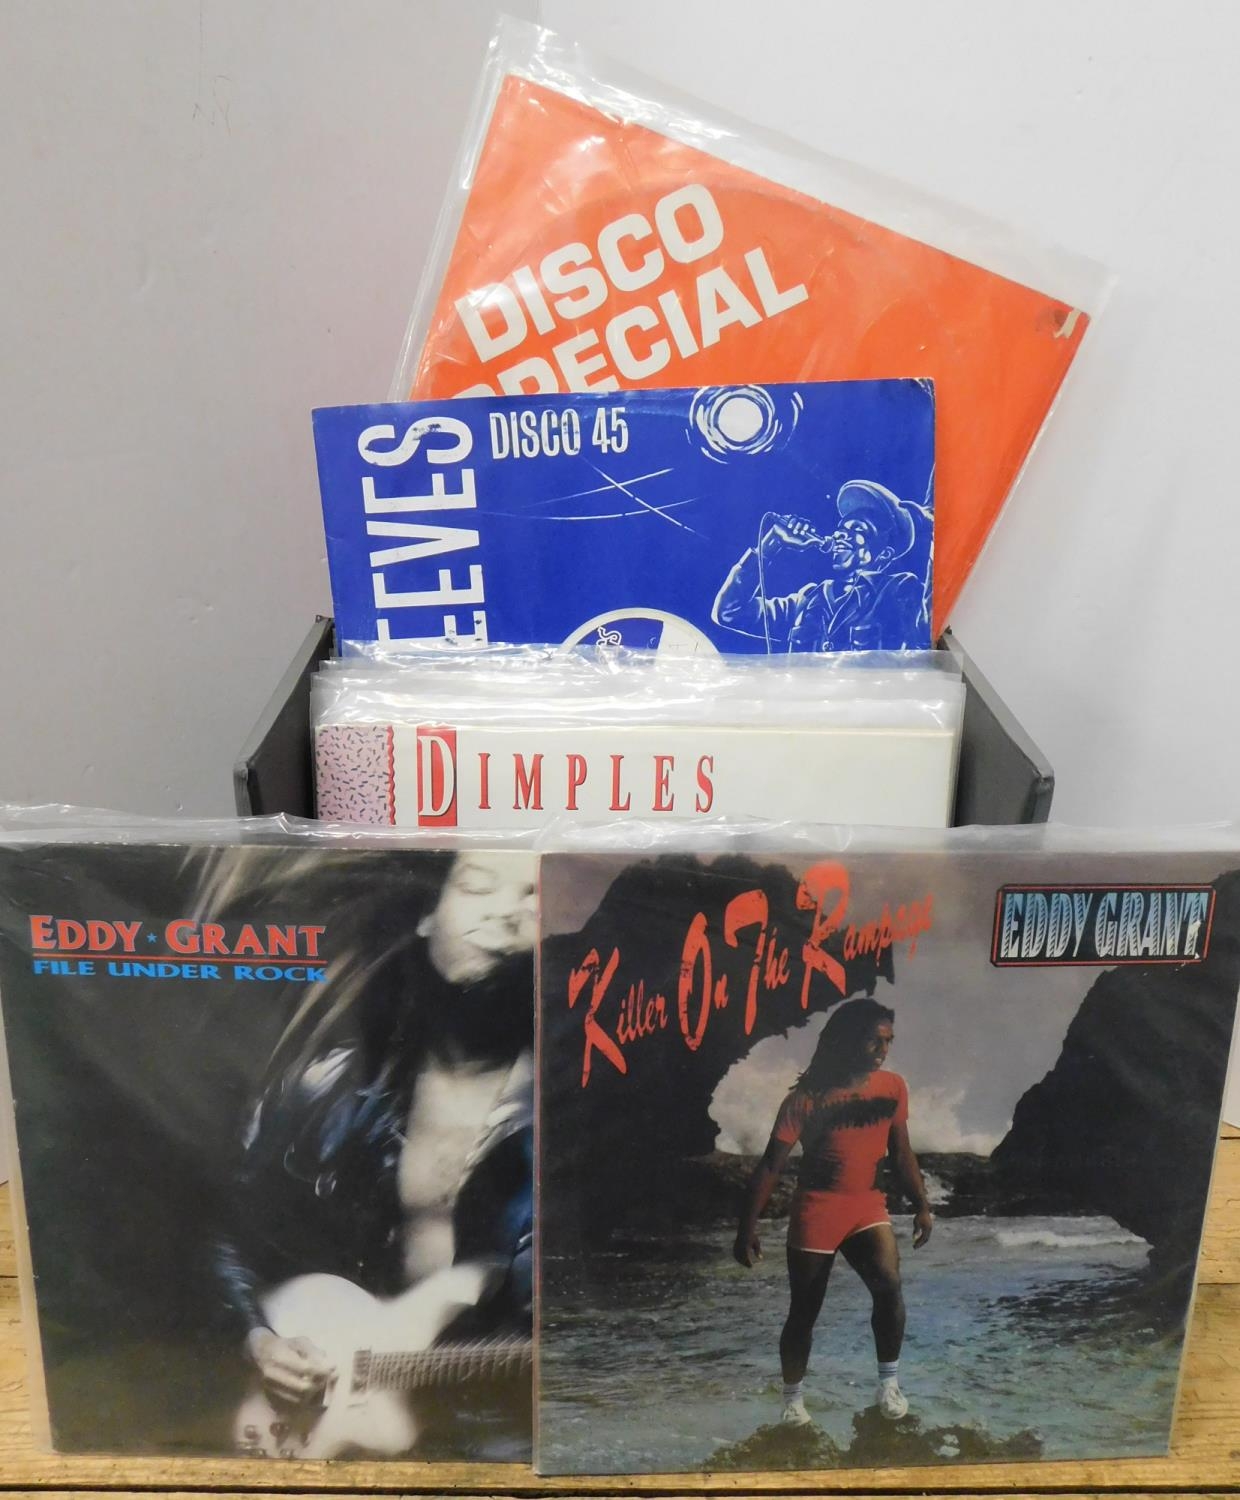 DISCO
SPECIAL
EEVES
DISCO 45
DIMPLES
EDDY GRANT
FILE UNDER ROCK
Killer On The Rampage
EDDY GRANT